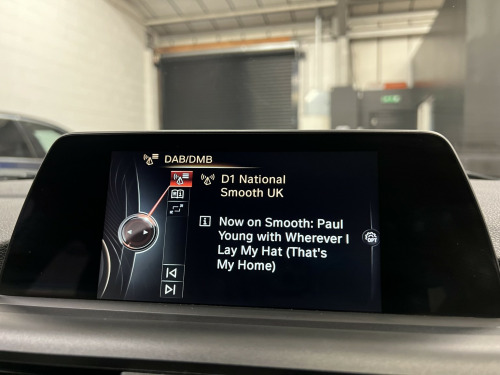 DAB/DMB
D1 National
Smooth UK
Now on Smooth: Paul
Young with Wherever I
Lay My Hat (That's
My Home)
OPT